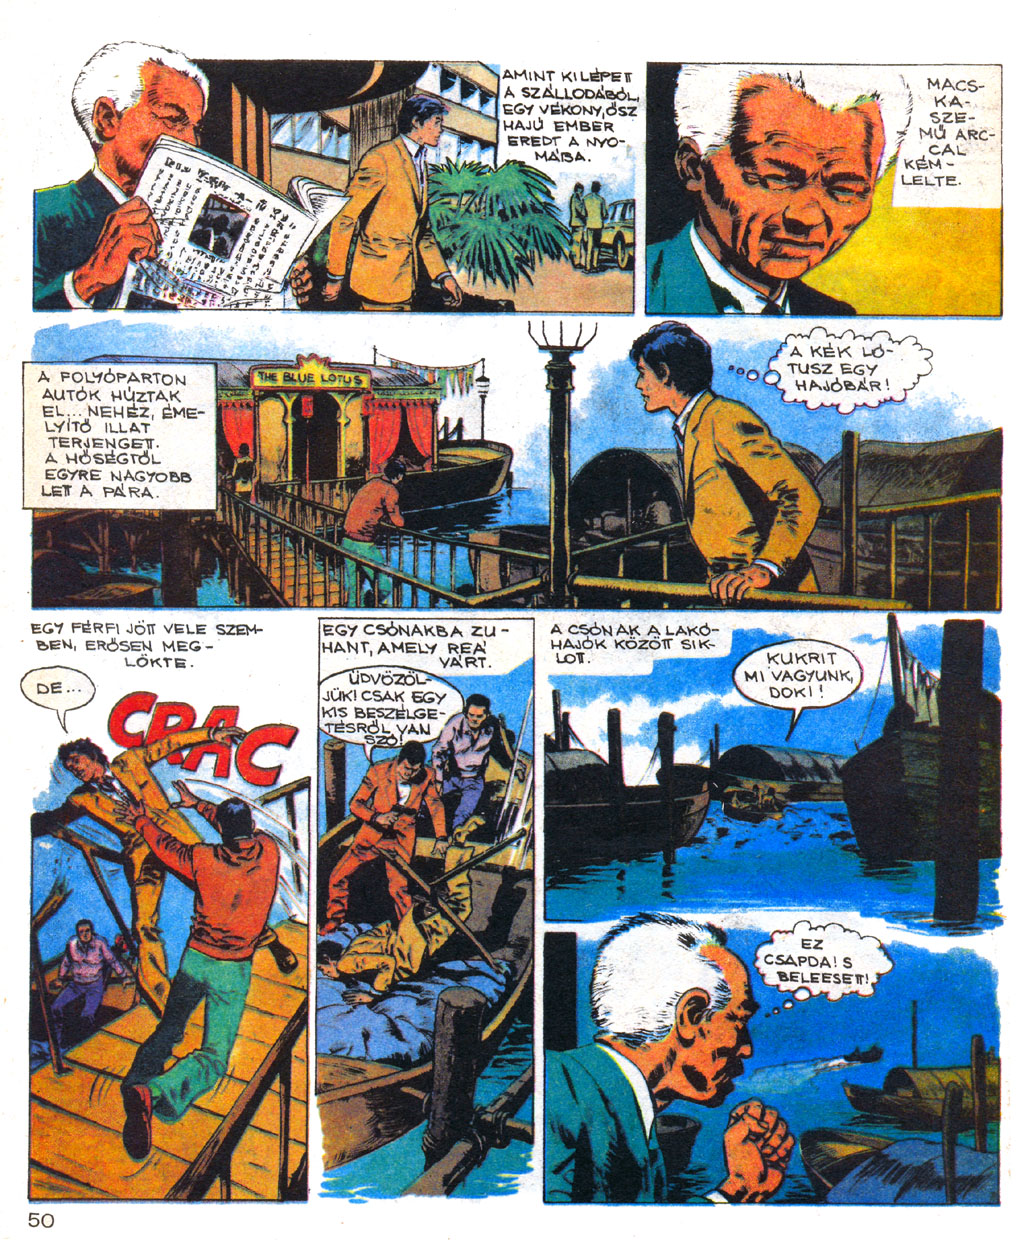 AMINT KILÉPETT
A SZÁLLODÁBÓL,
EGY VÉKONY, ŐSZ
HAJÚ EMBER
EREDT A NYO-
MÁBA.
MACS-
KA-
SZE-
MŰ ARC-
CAL
KÉM-
LELTE.
A FOLYÓPARTON
AUTÓK HÚZTAK
EL... NEHÉZ, ÉME-
LYÍTŐ ILLAT
TERJENGETT.
A HŐSÉGTŐL
EGYRE NAGYOBB
LETT A PÁRA.
THE BLUE LOTUS
A KÉK LÓ-
TUSZ EGY
HAJÓBÁR!
EGY FÉRFI JÖTT VELE SZEM-
BEN, ERŐSEN MEG-
LÖKTE.
DE...
CRAC
CRAC
EGY CSÓNAKBA ZU-
HANT, AMELY REÁ
VÁRT.
ÜDVÖZÖL-
JÜK! CSAK EGY
KIS BESZÉLGE-
TÉSRŐL VAN
SZÓ!
A CSÓNAK A LAKÓ-
HAJÓK KÖZÖTT SIK-
LOTT.
KUKRIT
MI VAGYUNK,
DOKI!
EZ
CSAPDA! S
BELEESETT!
50